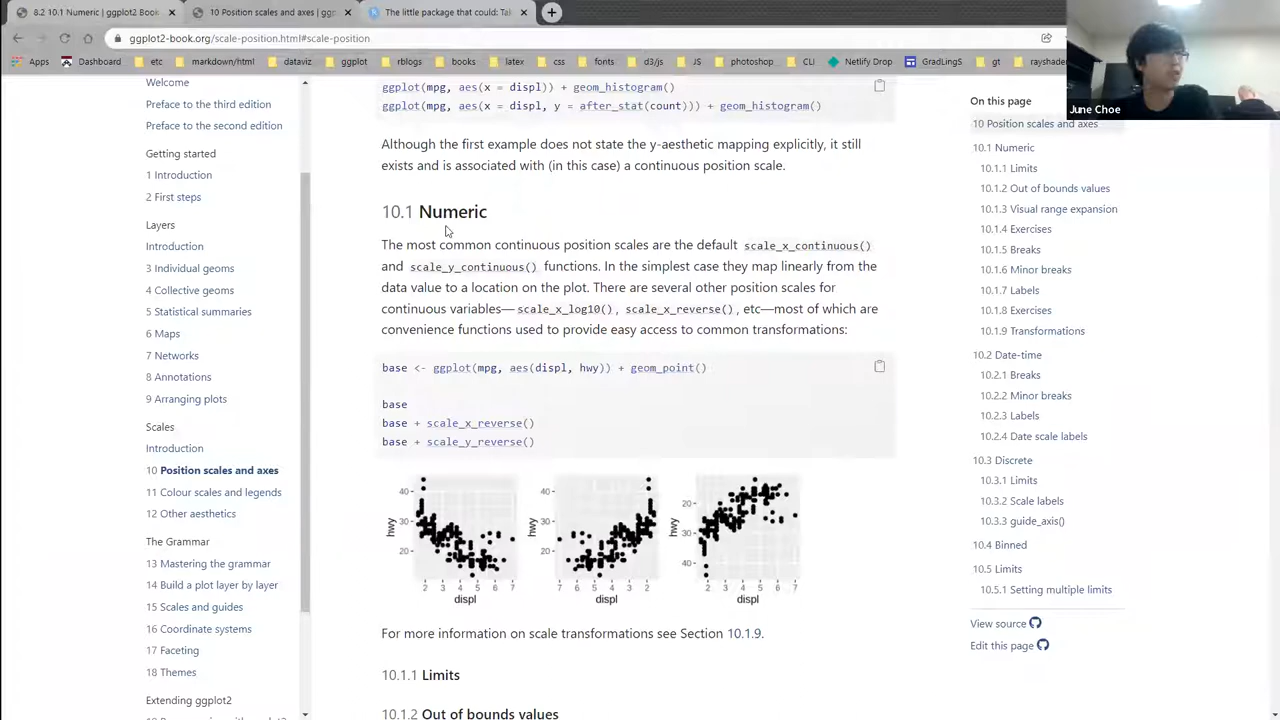 8.2 10.1 Numeric | ggplot2 Book
10 Position scales and axes | gg
The little package that could: Tak
ggplot2-book.org/scale-position.html#scale-position
Apps
Dashboard
etc
markdown/html
dataviz
ggplot
rblogs
books
latex
css
fonts
d3/js
JS
photoshop
CLI
Netlify Drop
GradLingS
gt
rayshade
June Choe
Welcome
Preface to the third edition
Preface to the second edition
Getting started
1 Introduction
2 First steps
Layers
Introduction
3 Individual geoms
4 Collective geoms
5 Statistical summaries
6 Maps
7 Networks
8 Annotations
9 Arranging plots
Scales
Introduction
10 Position scales and axes
11 Colour scales and legends
12 Other aesthetics
The Grammar
13 Mastering the grammar
14 Build a plot layer by layer
15 Scales and guides
16 Coordinate systems
17 Faceting
18 Themes
Extending ggplot2
ggplot(mpg, aes(x = displ)) + geom_histogram()
ggplot(mpg, aes(x = displ, y = after_stat(count))) + geom_histogram()
Although the first example does not state the y-aesthetic mapping explicitly, it still
exists and is associated with (in this case) a continuous position scale.
10.1 Numeric
The most common continuous position scales are the default scale_x_continuous()
and scale_y_continuous() functions. In the simplest case they map linearly from the
data value to a location on the plot. There are several other position scales for
continuous variables—scale_x_log10(), scale_x_reverse(), etc—most of which are
convenience functions used to provide easy access to common transformations:
base <- ggplot(mpg, aes(displ, hwy)) + geom_point()
base
base + scale_x_reverse()
base + scale_y_reverse()
40
30
20
hwy
2 3 4 5 6 7
displ
40
30
20
hwy
7 6 5 4 3 2
displ
20
30
40
hwy
2 3 4 5 6 7
displ
For more information on scale transformations see Section 10.1.9.
10.1.1 Limits
10.1.2 Out of bounds values
On this page
10 Position scales and axes
10.1 Numeric
10.1.1 Limits
10.1.2 Out of bounds values
10.1.3 Visual range expansion
10.1.4 Exercises
10.1.5 Breaks
10.1.6 Minor breaks
10.1.7 Labels
10.1.8 Exercises
10.1.9 Transformations
10.2 Date-time
10.2.1 Breaks
10.2.2 Minor breaks
10.2.3 Labels
10.2.4 Date scale labels
10.3 Discrete
10.3.1 Limits
10.3.2 Scale labels
10.3.3 guide_axis()
10.4 Binned
10.5 Limits
10.5.1 Setting multiple limits
View source
Edit this page